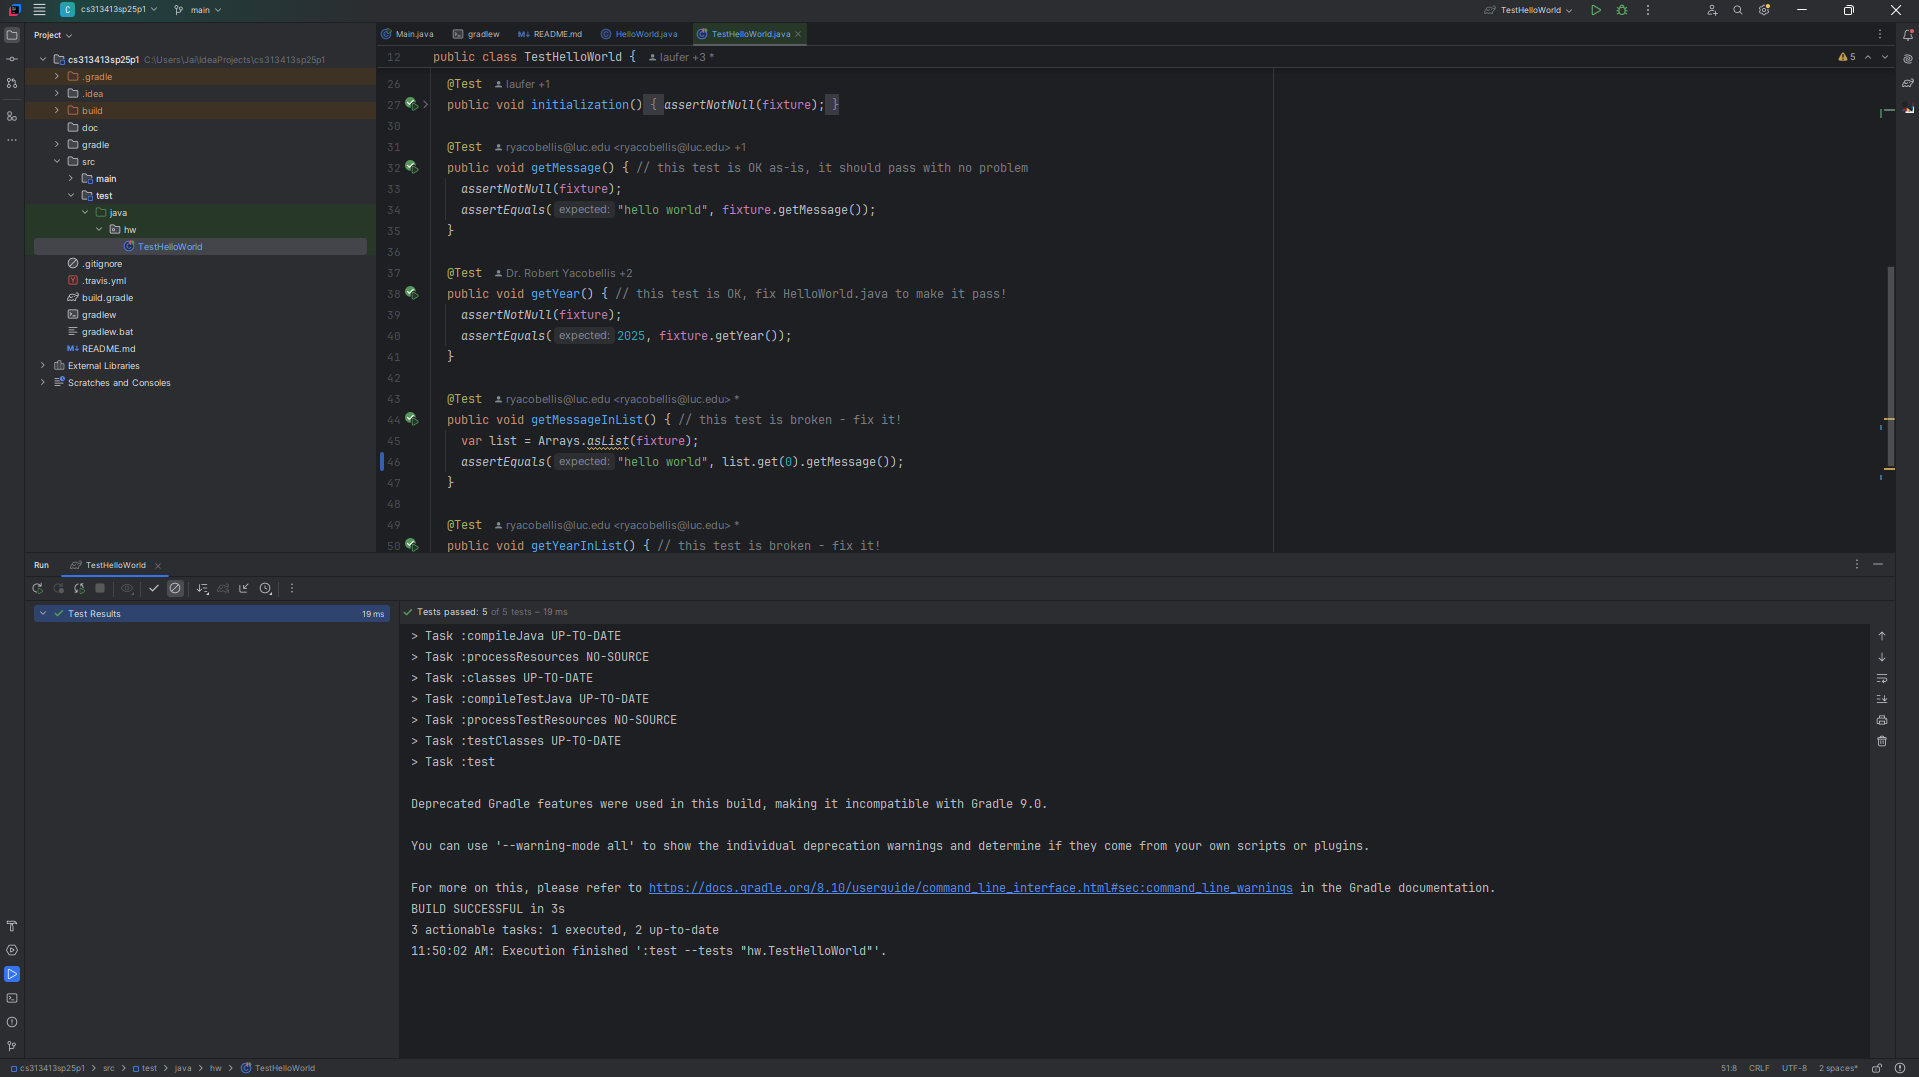 C cs313413sp25p1 main TestHelloWorld
Project
cs313413sp25p1 C:\Users\Jai\IdeaProjects\cs313413sp25p1
.gradle
.idea
build
doc
gradle
src
main
test
java
hw
TestHelloWorld
.gitignore
.travis.yml
build.gradle
gradlew
gradlew.bat
M↓ README.md
External Libraries
Scratches and Consoles
Main.java gradlew M↓ README.md HelloWorld.java TestHelloWorld.java
12 public class TestHelloWorld { laufer +3 * 5
26 @Test laufer +1
27 public void initialization() { assertNotNull(fixture); }
30
31 @Test ryacobellis@luc.edu <ryacobellis@luc.edu> +1
32 public void getMessage() { // this test is OK as-is, it should pass with no problem
33 assertNotNull(fixture);
34 assertEquals( expected: "hello world", fixture.getMessage());
35 }
36
37 @Test Dr. Robert Yacobellis +2
38 public void getYear() { // this test is OK, fix HelloWorld.java to make it pass!
39 assertNotNull(fixture);
40 assertEquals( expected: 2025, fixture.getYear());
41 }
42
43 @Test ryacobellis@luc.edu <ryacobellis@luc.edu> *
44 public void getMessageInList() { // this test is broken - fix it!
45 var list = Arrays.asList(fixture);
46 assertEquals( expected: "hello world", list.get(0).getMessage());
47 }
48
49 @Test ryacobellis@luc.edu <ryacobellis@luc.edu> *
50 public void getYearInList() { // this test is broken - fix it!
Run TestHelloWorld
Test Results 19 ms
Tests passed: 5 of 5 tests – 19 ms
> Task :compileJava UP-TO-DATE
> Task :processResources NO-SOURCE
> Task :classes UP-TO-DATE
> Task :compileTestJava UP-TO-DATE
> Task :processTestResources NO-SOURCE
> Task :testClasses UP-TO-DATE
> Task :test
Deprecated Gradle features were used in this build, making it incompatible with Gradle 9.0.
You can use '--warning-mode all' to show the individual deprecation warnings and determine if they come from your own scripts or plugins.
For more on this, please refer to https://docs.gradle.org/8.10/userguide/command_line_interface.html#sec:command_line_warnings in the Gradle documentation.
BUILD SUCCESSFUL in 3s
3 actionable tasks: 1 executed, 2 up-to-date
11:50:02 AM: Execution finished ':test --tests "hw.TestHelloWorld"'.
cs313413sp25p1 > src > test > java > hw > TestHelloWorld 51:8 CRLF UTF-8 2 spaces*